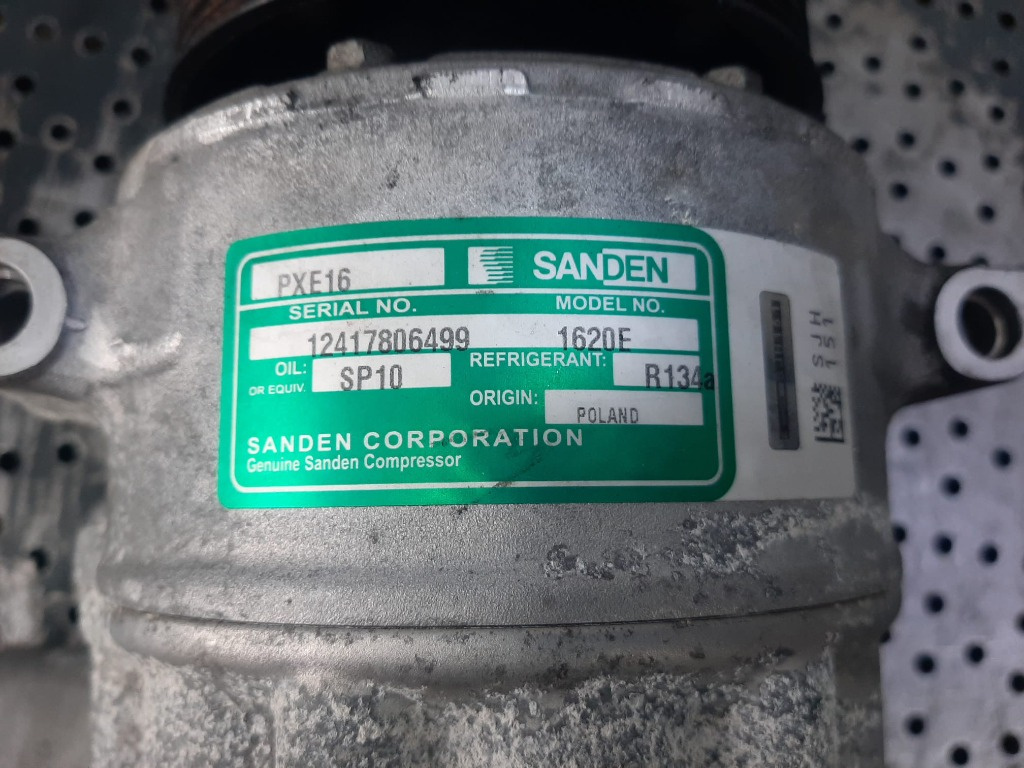 PXE16 SANDEN
SERIAL NO. MODEL NO.
12417806499 1620E
OIL: SP10 REFRIGERANT: R134a
OR EQUIV.
ORIGIN: POLAND
SANDEN CORPORATION
Genuine Sanden Compressor
SJH
151